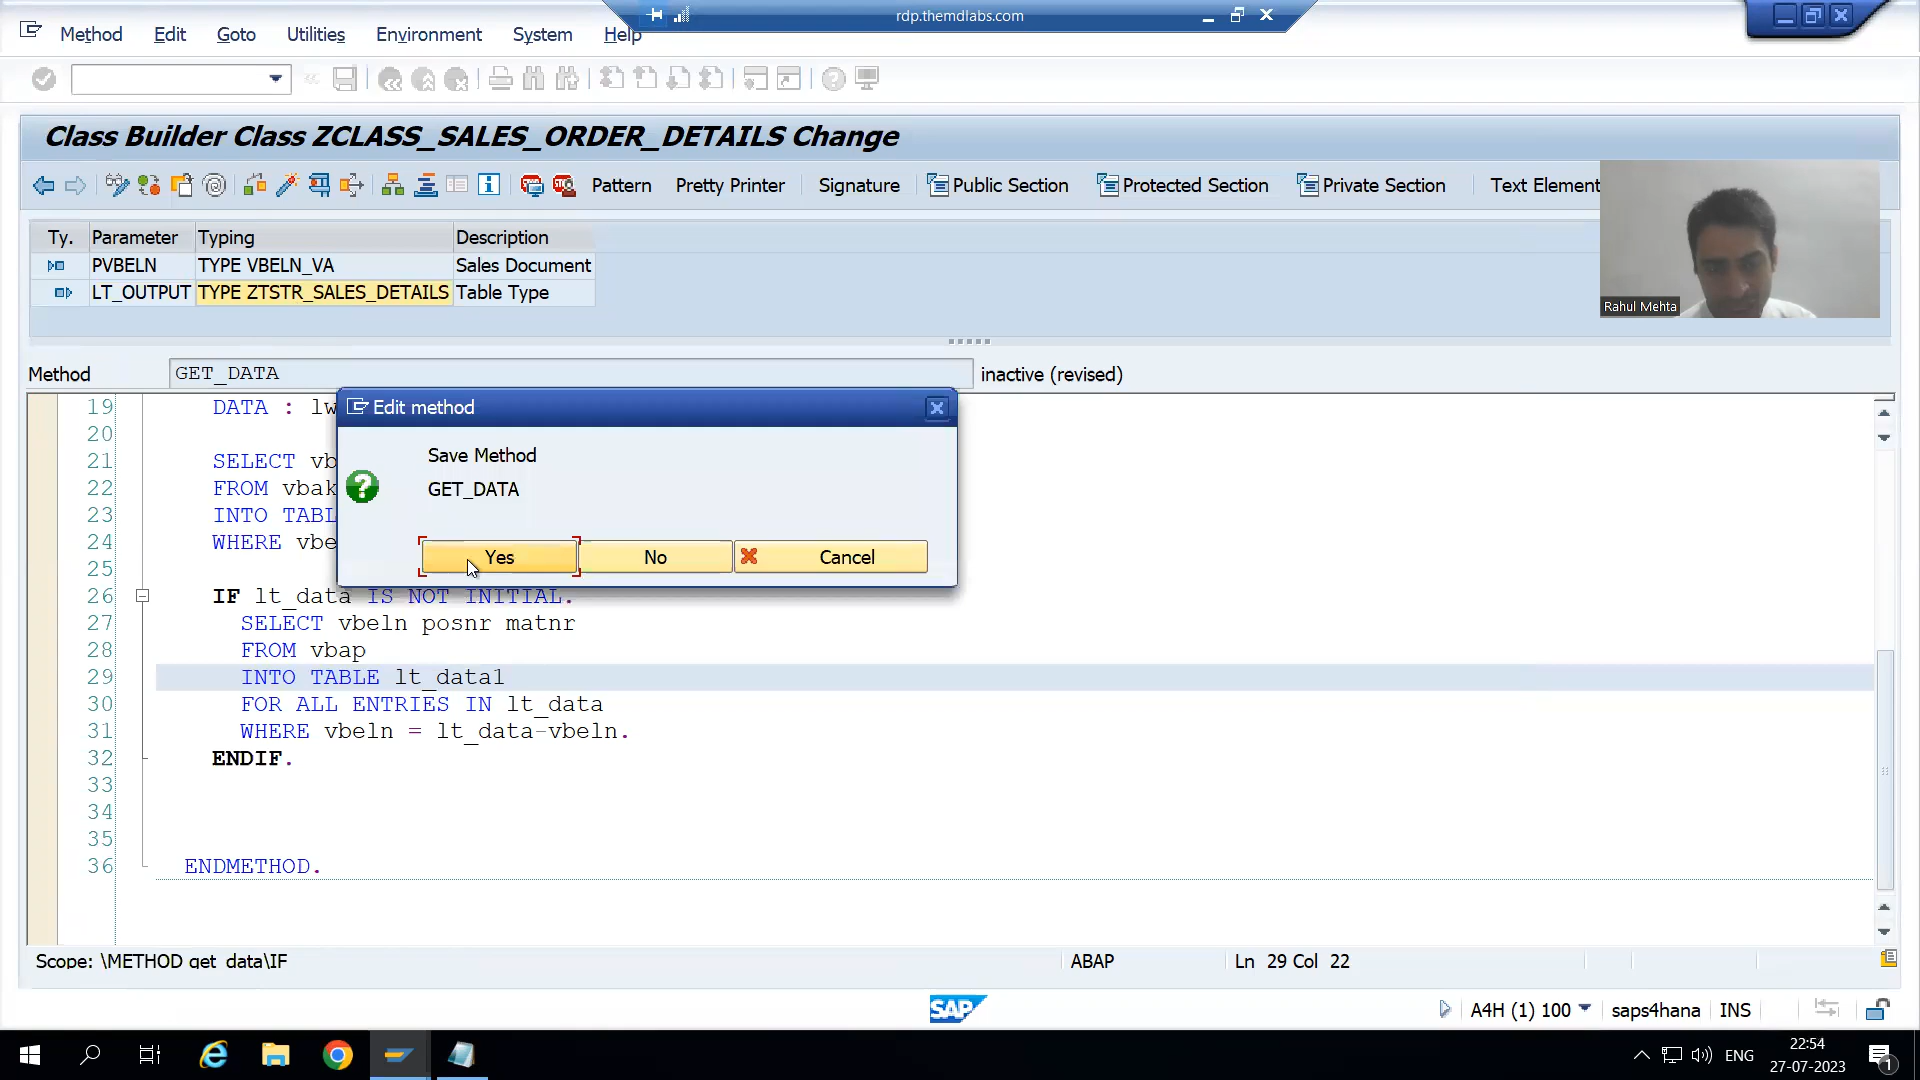 rdp.themdlabs.com
Method Edit Goto Utilities Environment System Help
Class Builder Class ZCLASS_SALES_ORDER_DETAILS Change
Pattern Pretty Printer Signature Public Section Protected Section Private Section Text Element
Ty. Parameter Typing Description
PVBELN TYPE VBELN_VA Sales Document
LT_OUTPUT TYPE ZTSTR_SALES_DETAILS Table Type
Rahul Mehta
Method GET_DATA inactive (revised)
Edit method
Save Method
GET_DATA
Yes No Cancel
19 DATA : lw
20
21 SELECT vb
22 FROM vbak
23 INTO TABL
24 WHERE vbe
25
26 IF lt_data IS NOT INITIAL.
27 SELECT vbeln posnr matnr
28 FROM vbap
29 INTO TABLE lt_data1
30 FOR ALL ENTRIES IN lt_data
31 WHERE vbeln = lt_data-vbeln.
32 ENDIF.
33
34
35
36 ENDMETHOD.
Scope: \METHOD get_data\IF ABAP Ln 29 Col 22
SAP
A4H (1) 100 saps4hana INS
ENG
22:54
27-07-2023
1